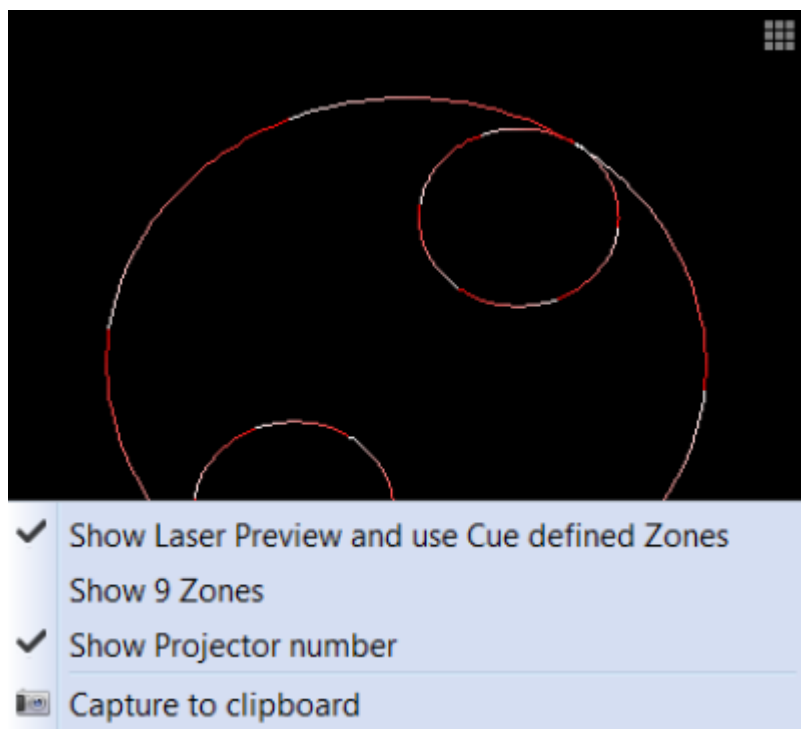 Show Laser Preview and use Cue defined Zones
Show 9 Zones
Show Projector number
Capture to clipboard